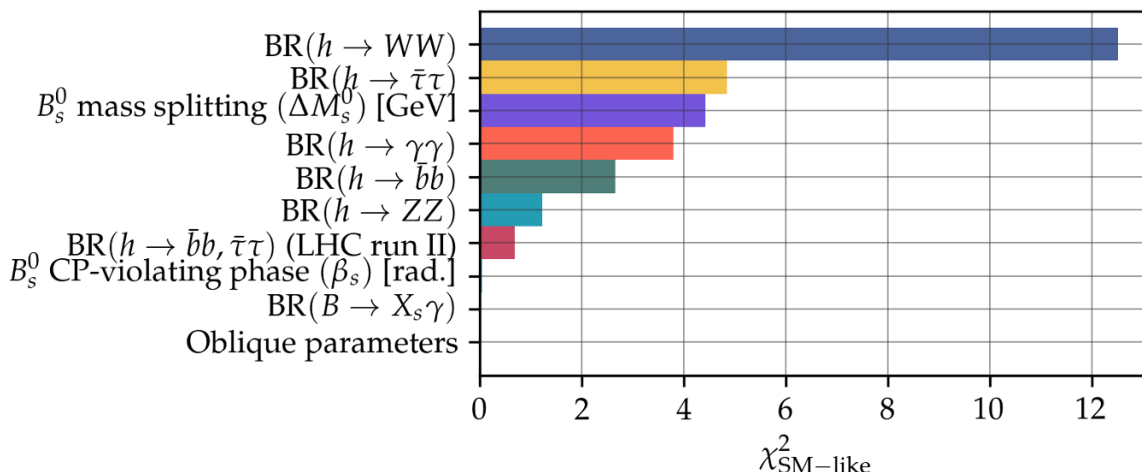 BR(h → WW)
BR(h → τ̄τ)
B⁰ₛ mass splitting (ΔM⁰ₛ) [GeV]
BR(h → γγ)
BR(h → b̄b)
BR(h → ZZ)
BR(h → b̄b, τ̄τ) (LHC run II)
B⁰ₛ CP-violating phase (βₛ) [rad.]
BR(B → Xₛγ)
Oblique parameters
0 2 4 6 8 10 12
χ²_SM−like